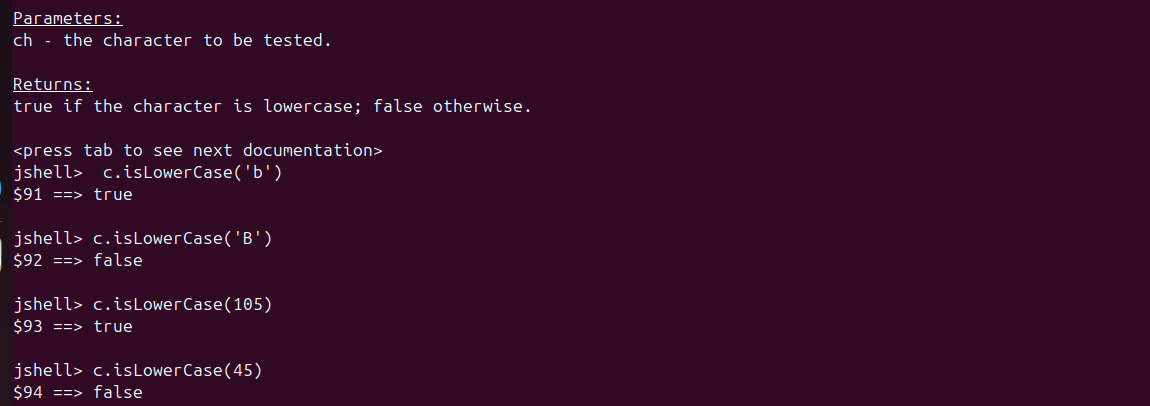 Parameters:
ch - the character to be tested.
Returns:
true if the character is lowercase; false otherwise.
<press tab to see next documentation>
jshell>  c.isLowerCase('b')
$91 ==> true
jshell> c.isLowerCase('B')
$92 ==> false
jshell> c.isLowerCase(105)
$93 ==> true
jshell> c.isLowerCase(45)
$94 ==> false